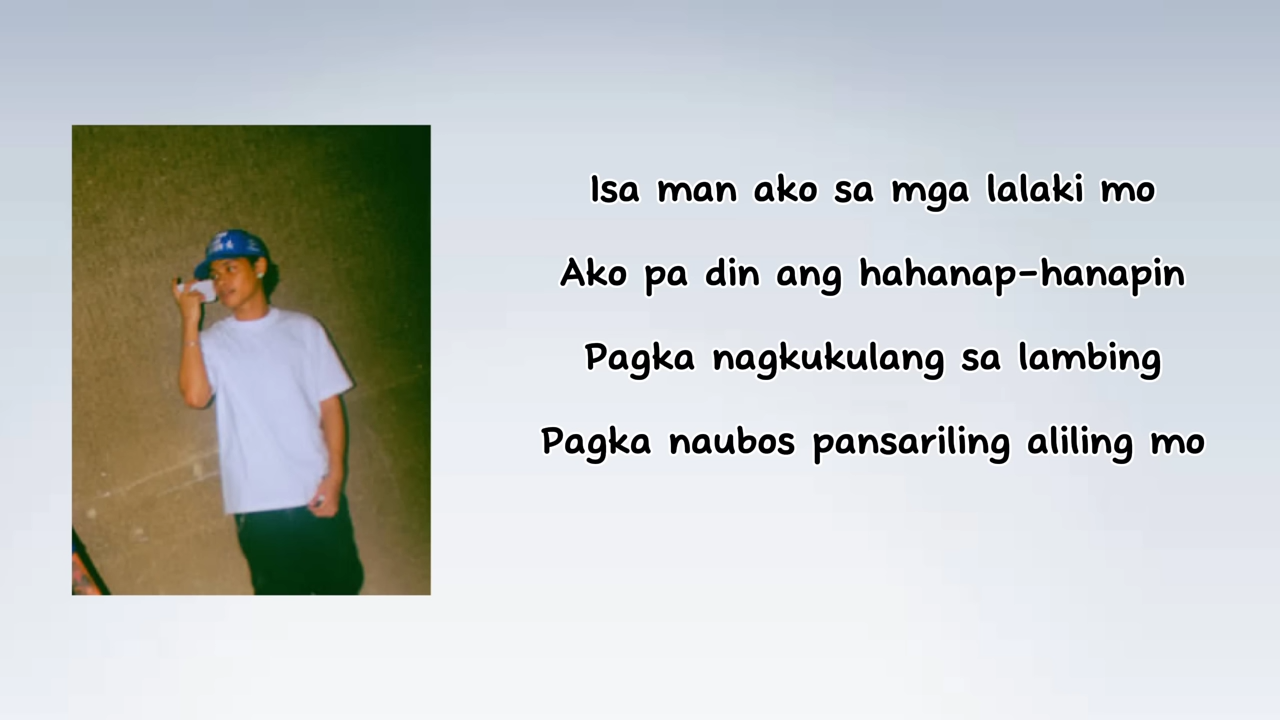 Isa man ako sa mga lalaki mo
Ako pa din ang hahanap-hanapin
Pagka nagkukulang sa lambing
Pagka naubos pansariling aliling mo